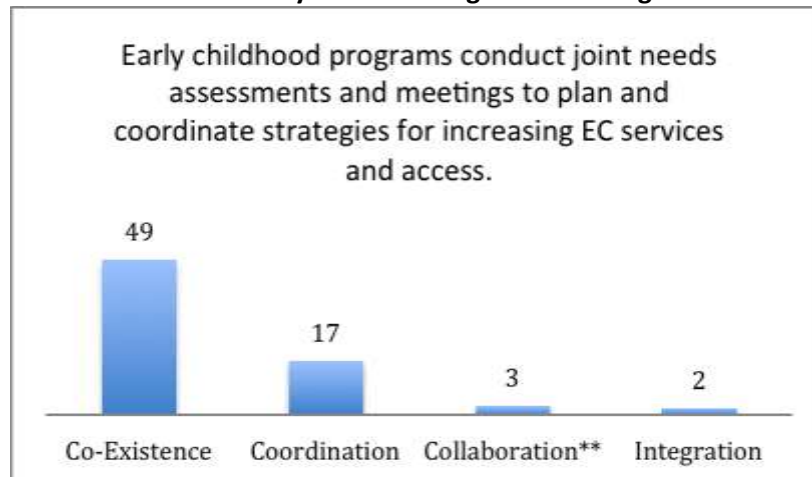 Early childhood programs conduct joint needs
assessments and meetings to plan and
coordinate strategies for increasing EC services
and access.
49
17
3
2
Co-Existence Coordination Collaboration** Integration